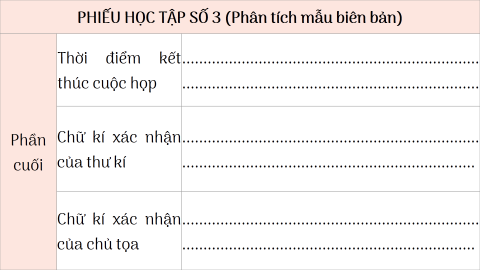 PHIẾU HỌC TẬP SỐ 3 (Phân tích mẫu biên bản)
Phần
cuối
Thời điểm kết
thúc cuộc họp
......................................................................
......................................................................
Chữ kí xác nhận
của thư kí
......................................................................
.....................................................................
Chữ kí xác nhận
của chủ tọa
......................................................................
.....................................................................